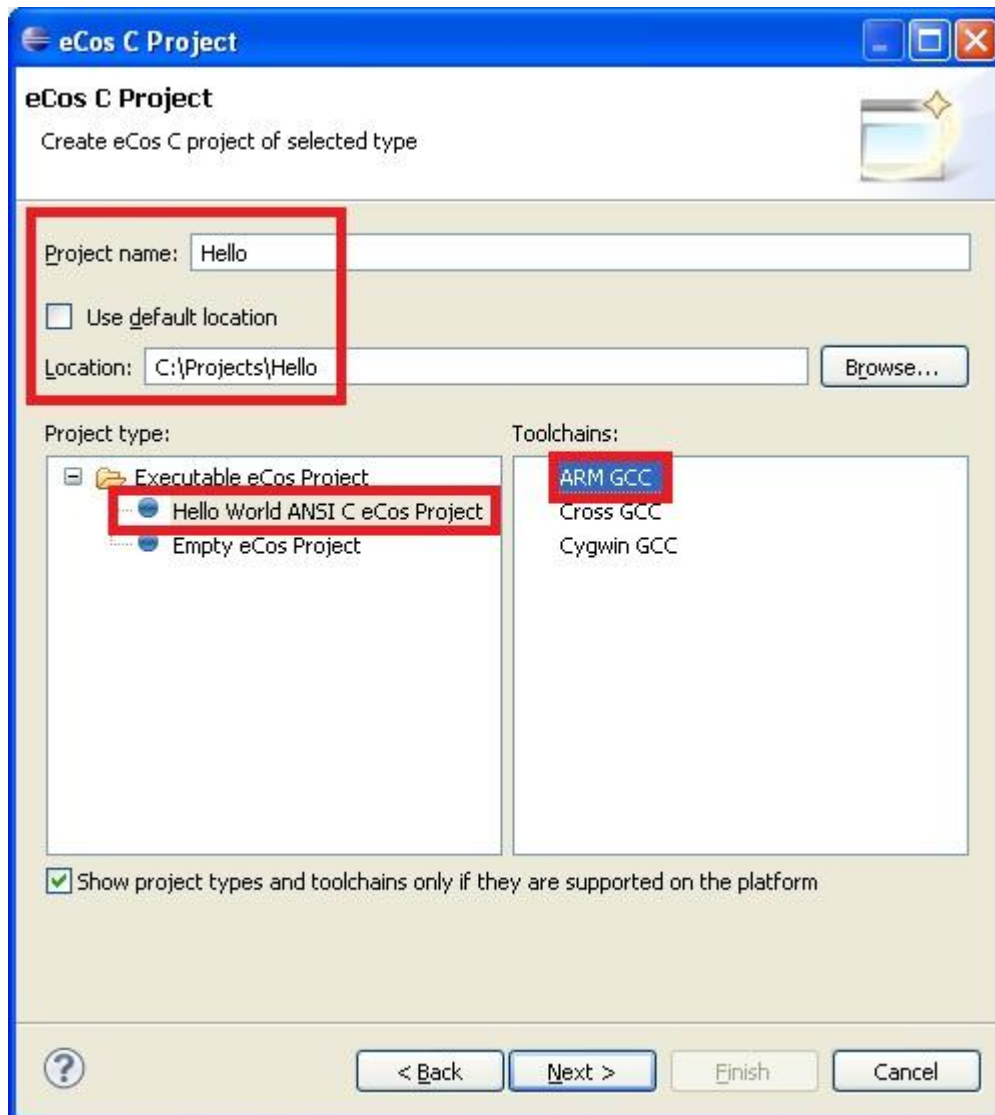 eCos C Project
eCos C Project
Create eCos C project of selected type
Project name: Hello
Use default location
Location: C:\Projects\Hello Browse...
Project type: Toolchains:
Executable eCos Project ARM GCC
Hello World ANSI C eCos Project Cross GCC
Empty eCos Project Cygwin GCC
Show project types and toolchains only if they are supported on the platform
? < Back Next > Finish Cancel